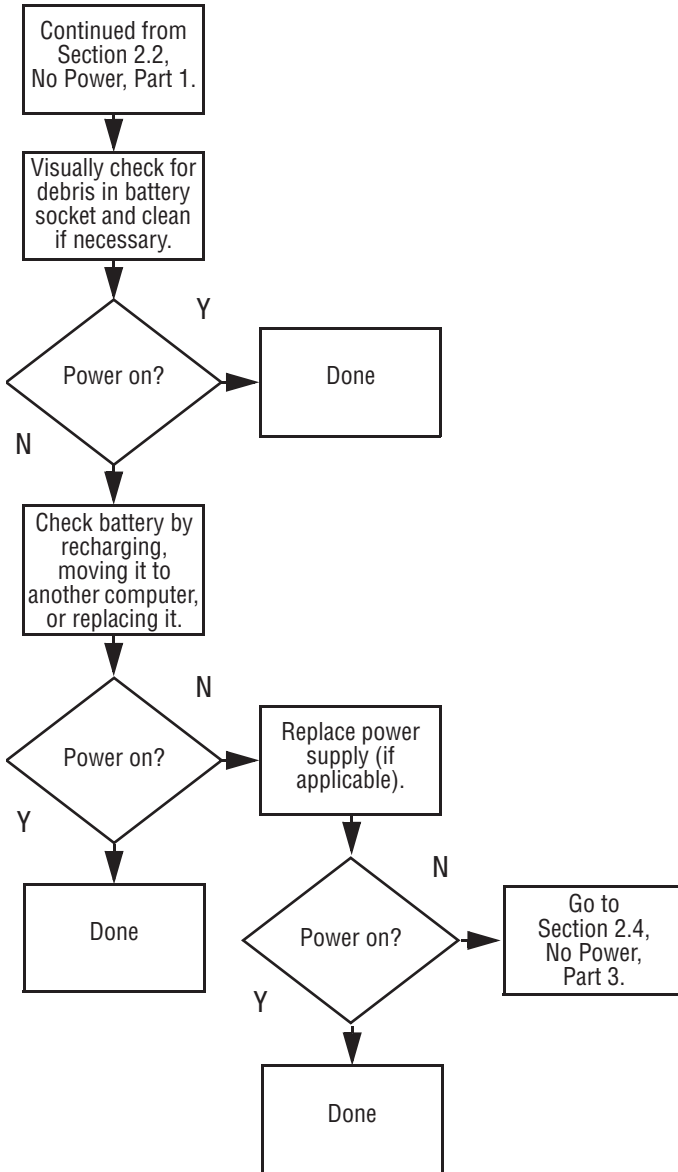 Continued from
Section 2.2,
No Power, Part 1.
Visually check for
debris in battery
socket and clean
if necessary.
Y
Power on?
Done
N
Check battery by
recharging,
moving it to
another computer,
or replacing it.
N
Power on?
Replace power
supply (if
applicable).
Y
Done
N
Power on?
Go to
Section 2.4,
No Power,
Part 3.
Y
Done